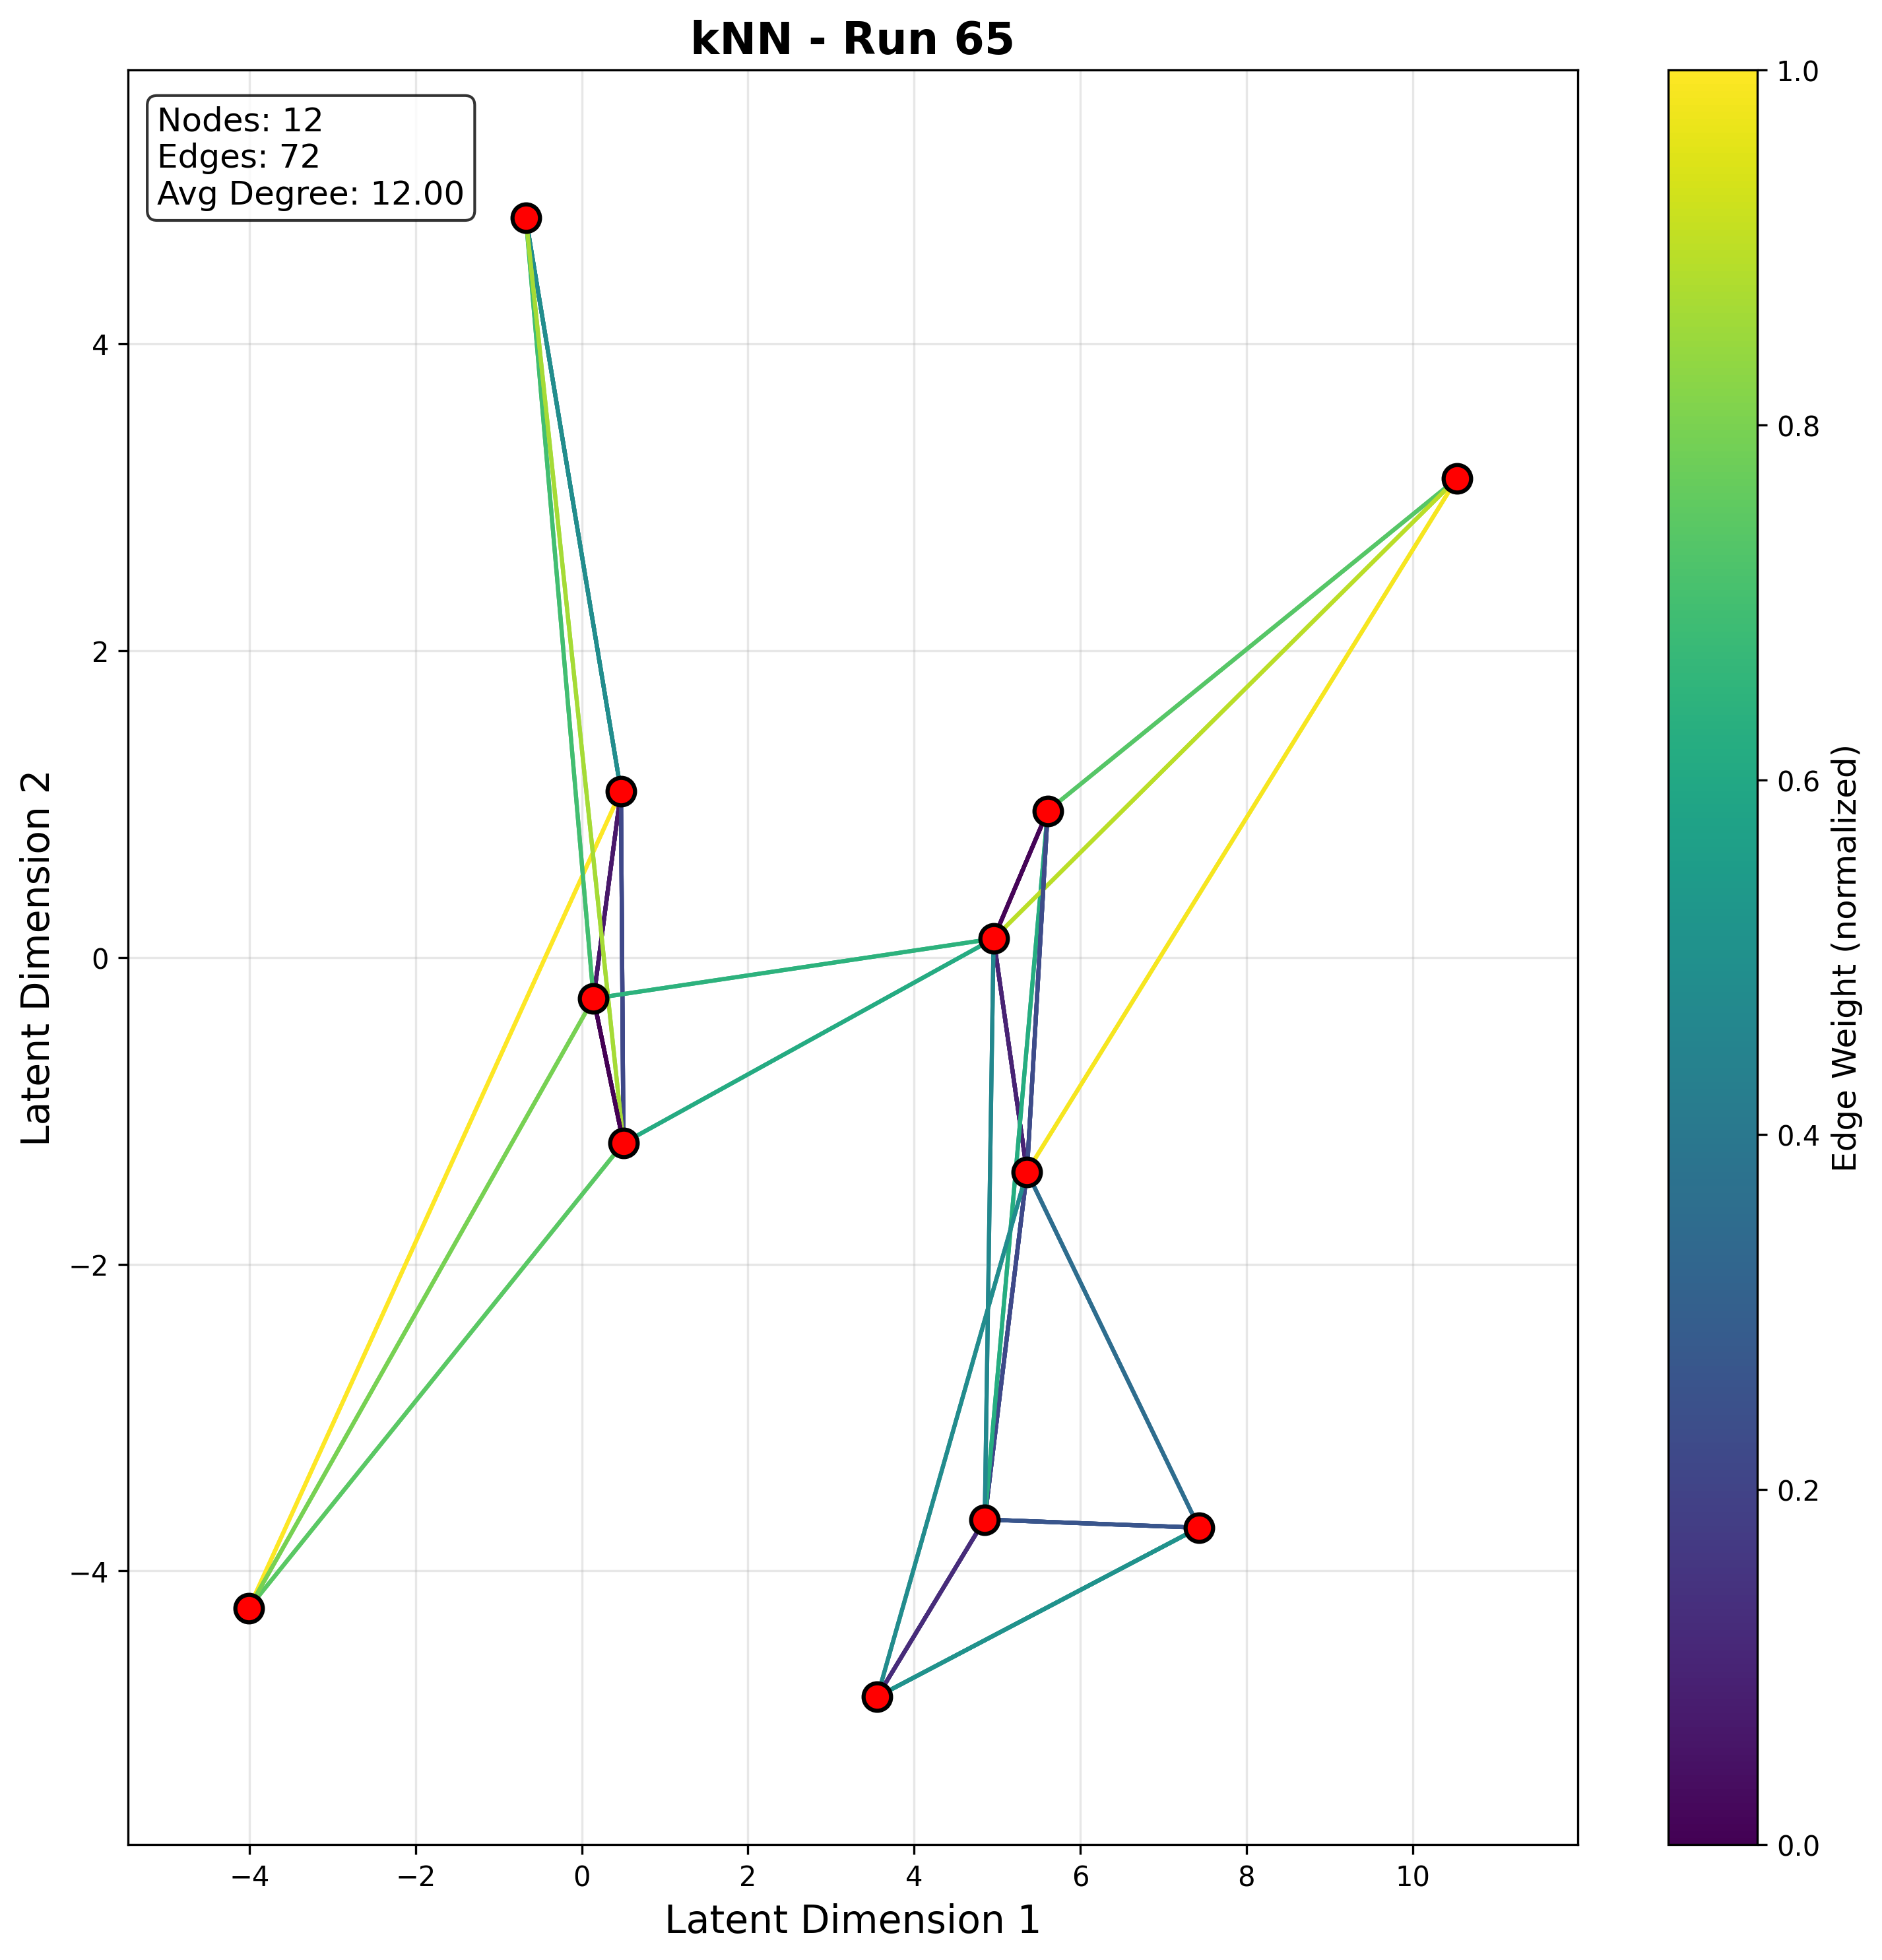 kNN - Run 65
Nodes: 12
Edges: 72
Avg Degree: 12.00
4
2
0
−2
−4
Latent Dimension 2
−4
−2
0
2
4
6
8
10
Latent Dimension 1
1.0
0.8
0.6
0.4
0.2
0.0
Edge Weight (normalized)